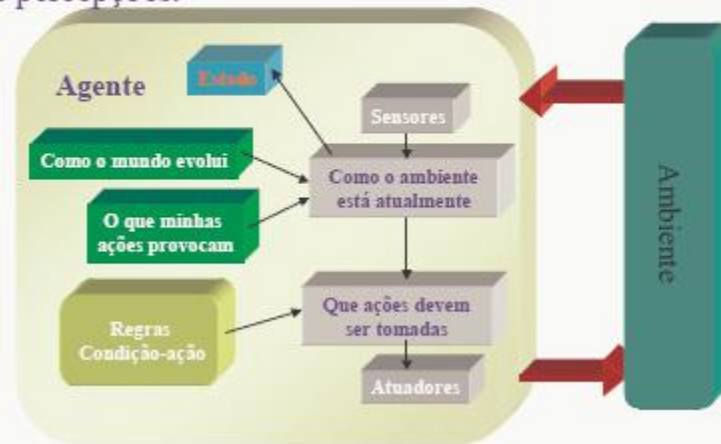 percepções.
Agente
Estado
Sensores
Como o mundo evolui
Como o ambiente
está atualmente
O que minhas
ações provocam
Ambiente
Regras
Condição-ação
Que ações devem
ser tomadas
Atuadores